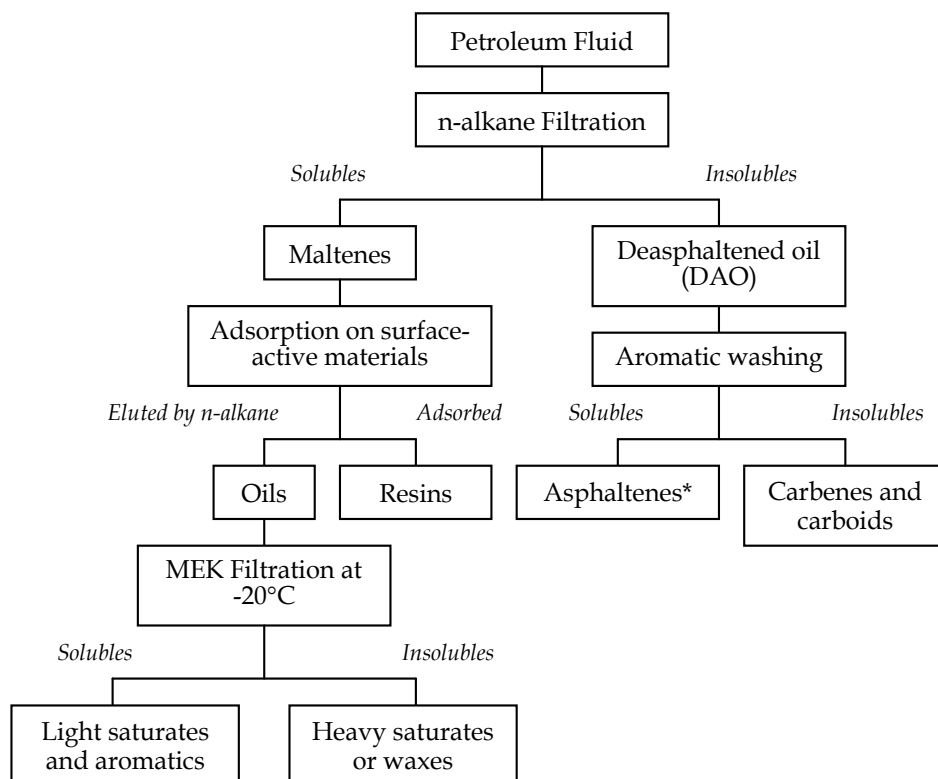 Petroleum Fluid
n-alkane Filtration
Solubles
Insolubles
Maltenes
Deasphaltened oil
(DAO)
Adsorption on surface-
active materials
Aromatic washing
Eluted by n-alkane
Adsorbed
Solubles
Insolubles
Oils
Resins
Asphaltenes*
Carbenes and
carboids
MEK Filtration at
-20°C
Solubles
Insolubles
Light saturates
and aromatics
Heavy saturates
or waxes